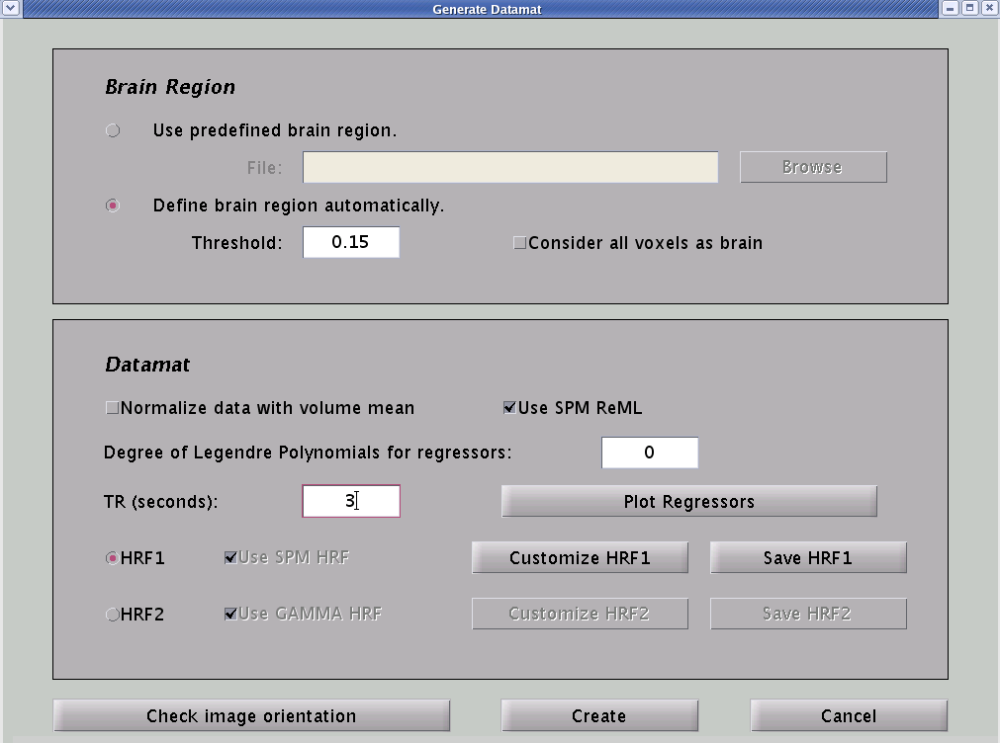 Generate Datamat
Brain Region
Use predefined brain region.
File:
Browse
Define brain region automatically.
Threshold: 0.15
Consider all voxels as brain
Datamat
Normalize data with volume mean
Use SPM ReML
Degree of Legendre Polynomials for regressors: 0
TR (seconds): 3
Plot Regressors
HRF1
Use SPM HRF
Customize HRF1
Save HRF1
HRF2
Use GAMMA HRF
Customize HRF2
Save HRF2
Check image orientation
Create
Cancel